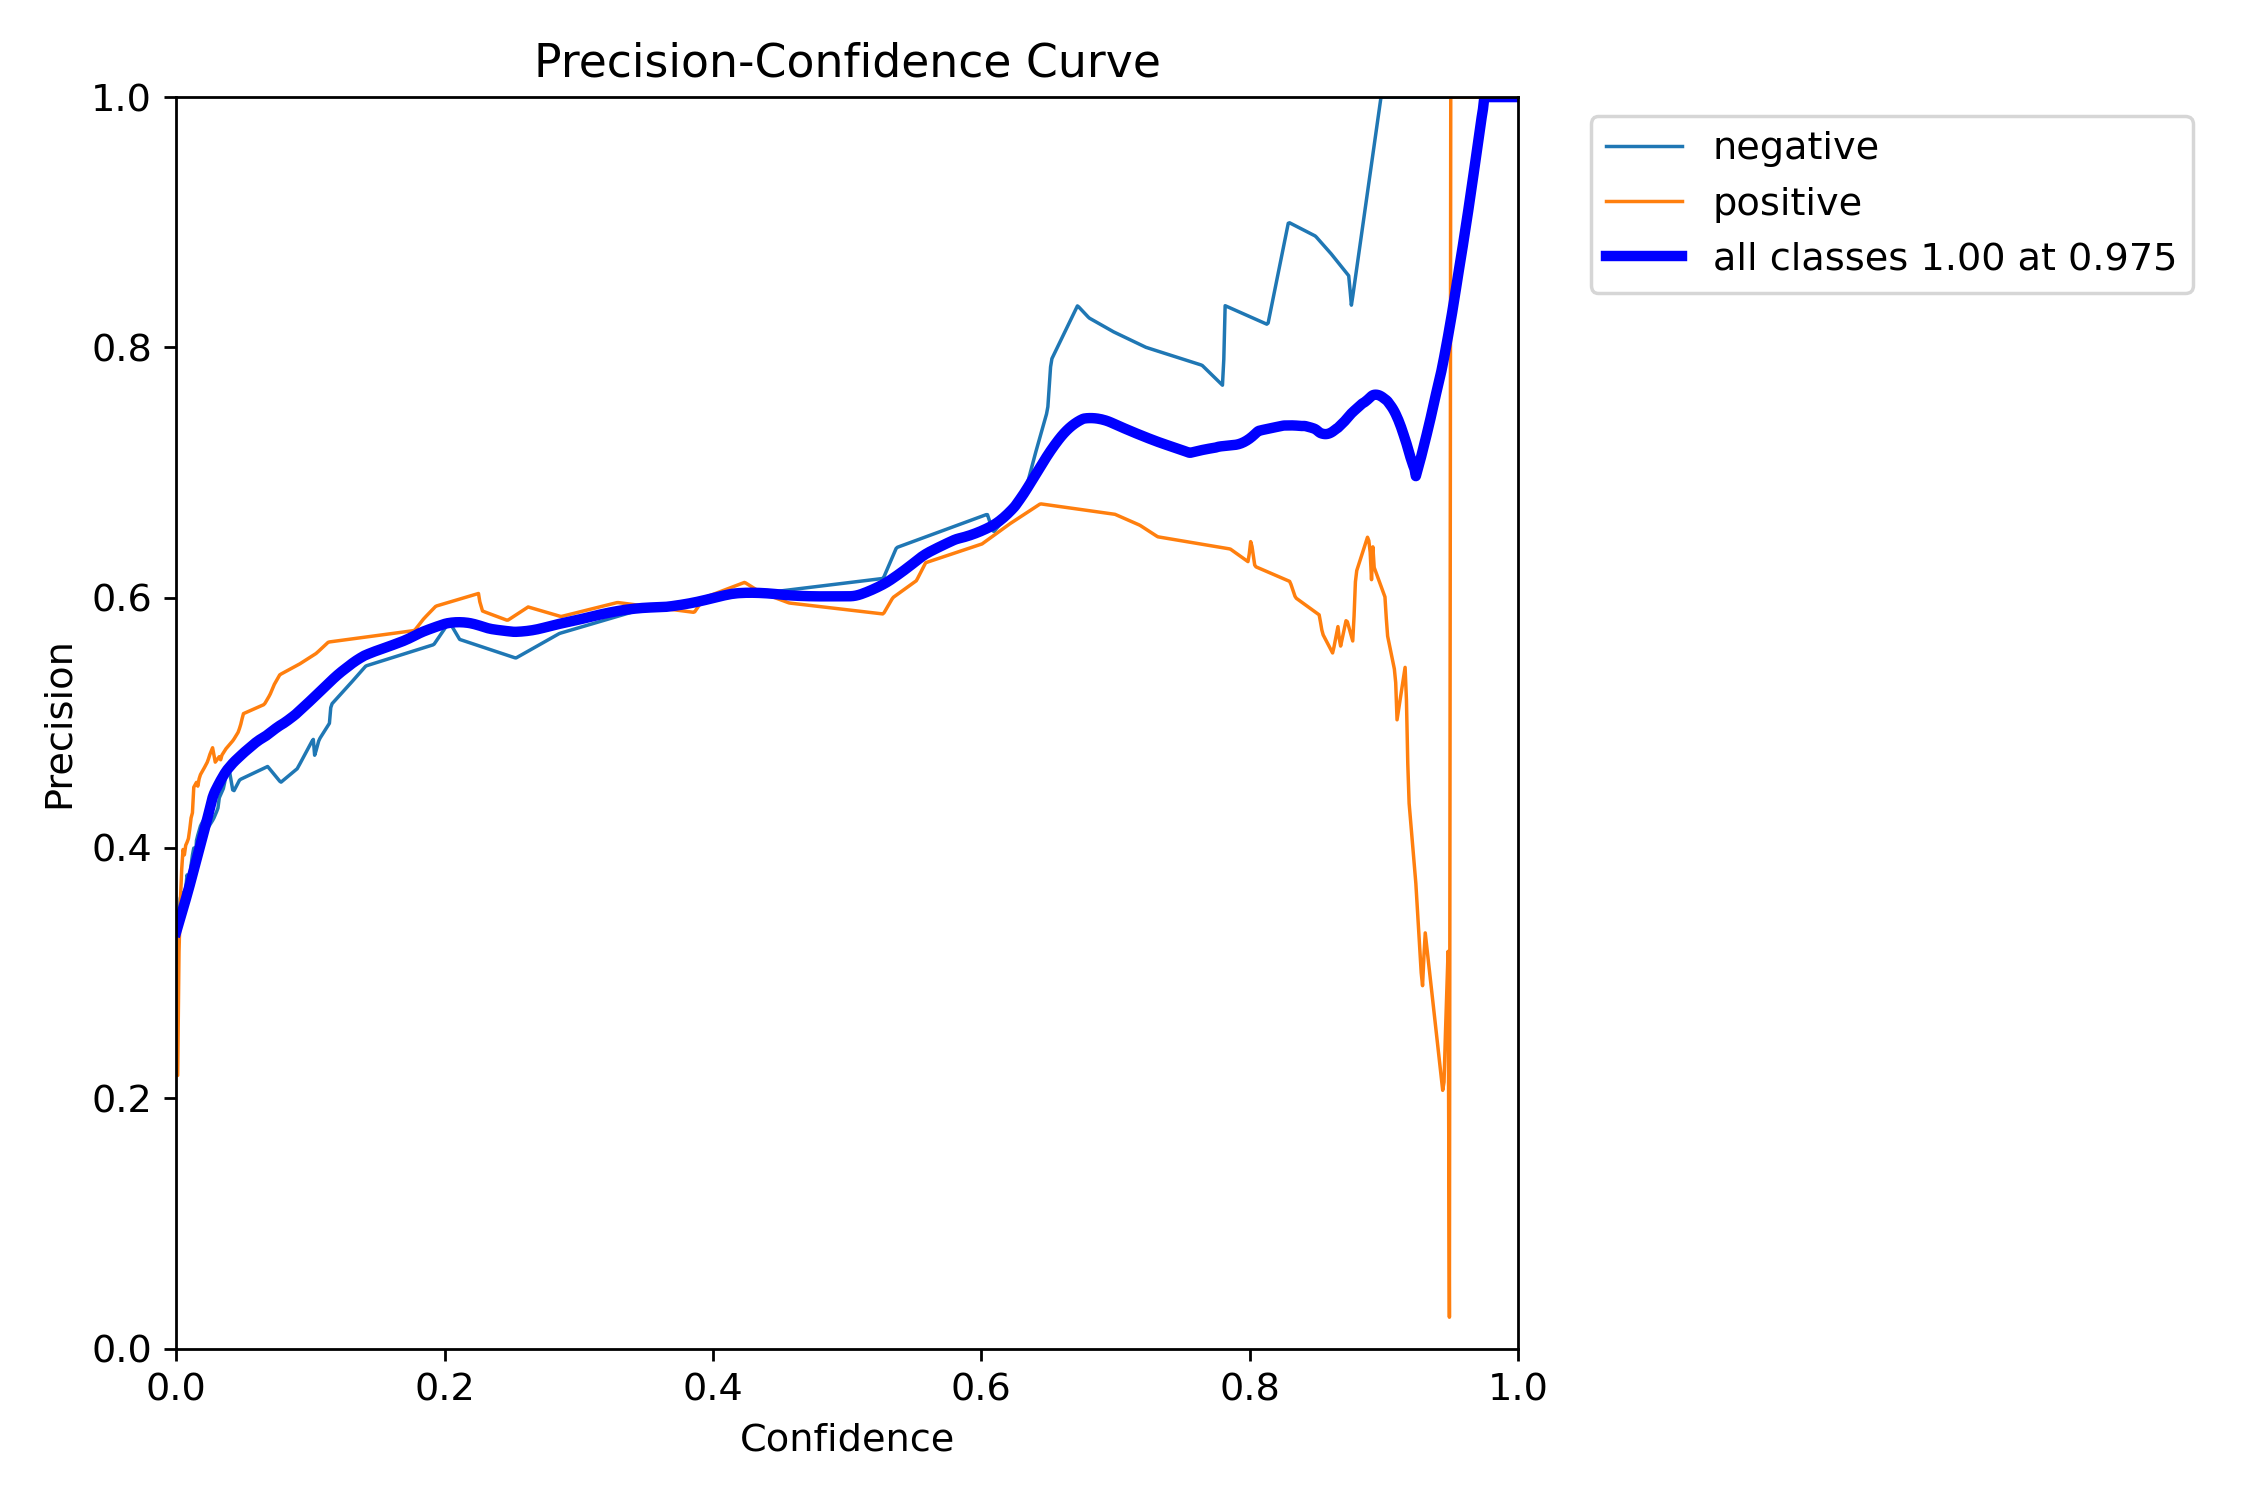 Precision-Confidence Curve
1.0
0.8
0.6
0.4
0.2
0.0
Precision
0.0 0.2 0.4 0.6 0.8 1.0
Confidence
negative
positive
all classes 1.00 at 0.975